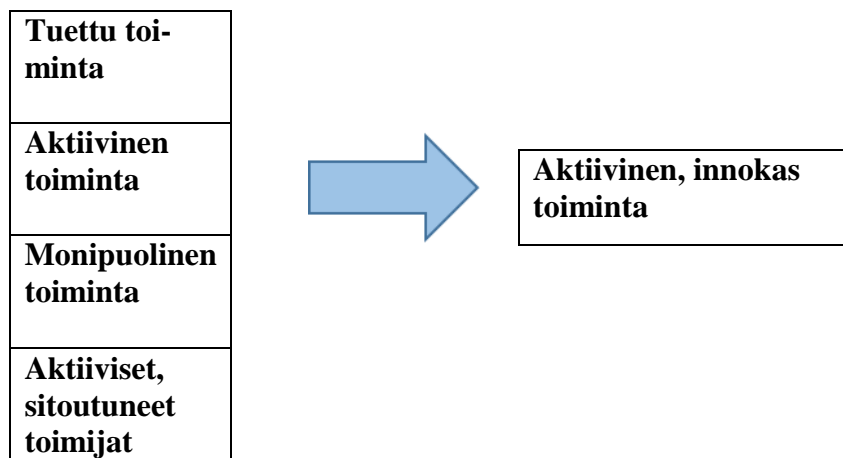 Tuettu toi-
minta
Aktiivinen
toiminta
Monipuolinen
toiminta
Aktiiviset,
sitoutuneet
toimijat
Aktiivinen, innokas
toiminta